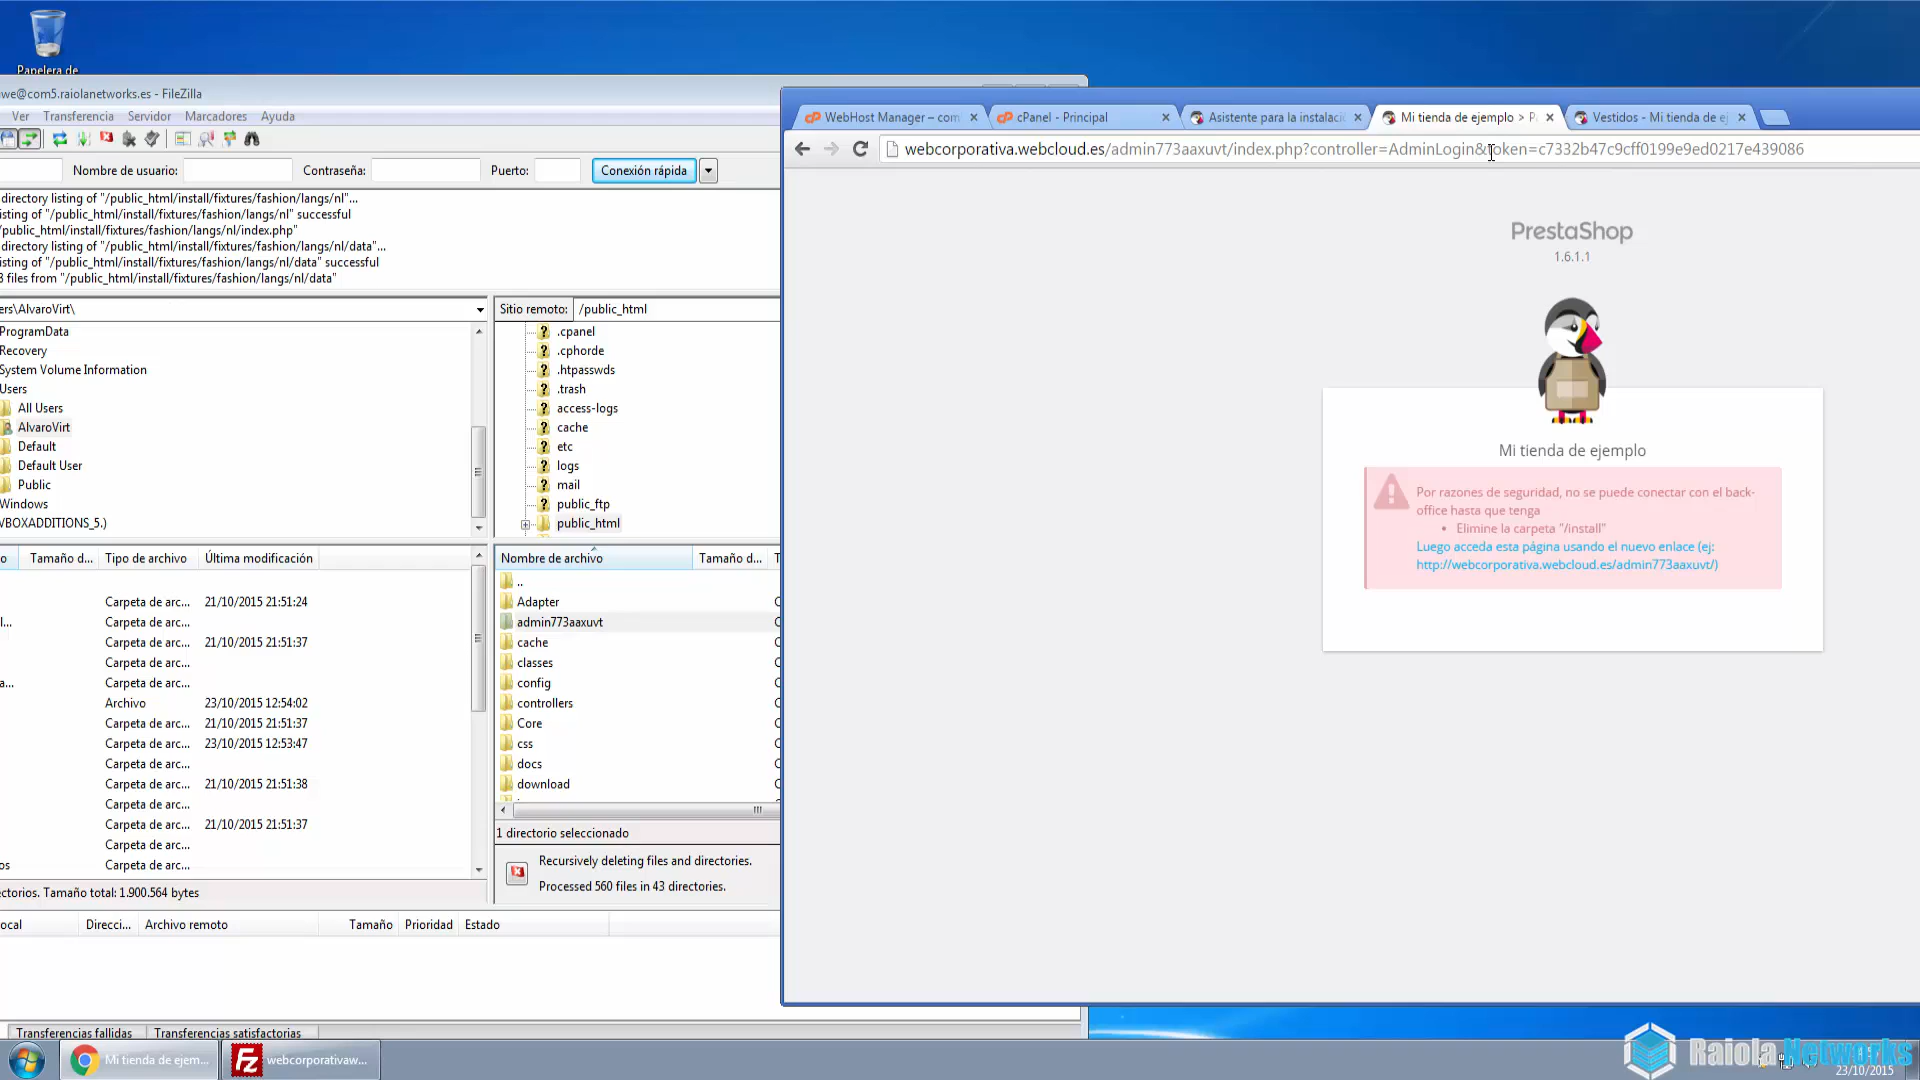 Papelera de
we@com5.raiolanetworks.es - FileZilla
Ver Transferencia Servidor Marcadores Ayuda
Nombre de usuario: Contraseña: Puerto: Conexión rápida
directory listing of "/public_html/install/fixtures/fashion/langs/nl"...
isting of "/public_html/install/fixtures/fashion/langs/nl" successful
/public_html/install/fixtures/fashion/langs/nl/index.php"
directory listing of "/public_html/install/fixtures/fashion/langs/nl/data"...
isting of "/public_html/install/fixtures/fashion/langs/nl/data" successful
3 files from "/public_html/install/fixtures/fashion/langs/nl/data"
ers\AlvaroVirt\
ProgramData
Recovery
System Volume Information
Users
All Users
AlvaroVirt
Default
Default User
Public
Windows
VBOXADDITIONS_5.)
Sitio remoto: /public_html
.cpanel
.cphorde
.htpasswds
.trash
access-logs
cache
etc
logs
mail
public_ftp
public_html
Tamaño d... Tipo de archivo Última modificación
Carpeta de arc... 21/10/2015 21:51:24
Carpeta de arc...
Carpeta de arc... 21/10/2015 21:51:37
Carpeta de arc...
Carpeta de arc...
Archivo 23/10/2015 12:54:02
Carpeta de arc... 21/10/2015 21:51:37
Carpeta de arc... 23/10/2015 12:53:47
Carpeta de arc...
Carpeta de arc... 21/10/2015 21:51:38
Carpeta de arc...
Carpeta de arc... 21/10/2015 21:51:37
Carpeta de arc...
Carpeta de arc...
ectorios. Tamaño total: 1.900.564 bytes
Nombre de archivo Tamaño d...
..
Adapter
admin773aaxuvt
cache
classes
config
controllers
Core
css
docs
download
1 directorio seleccionado
Recursively deleting files and directories.
Processed 560 files in 43 directories.
ocal Direcci... Archivo remoto Tamaño Prioridad Estado
Transferencias fallidas Transferencias satisfactorias
WebHost Manager – com cPanel - Principal Asistente para la instalaci Mi tienda de ejemplo > P Vestidos - Mi tienda de ej
webcorporativa.webcloud.es/admin773aaxuvt/index.php?controller=AdminLogin&token=c7332b47c9cff0199e9ed0217e439086
PrestaShop
1.6.1.1
Mi tienda de ejemplo
Por razones de seguridad, no se puede conectar con el back-
office hasta que tenga
• Elimine la carpeta "/install"
Luego acceda esta página usando el nuevo enlace (ej:
http://webcorporativa.webcloud.es/admin773aaxuvt/)
Mi tienda de ejem... webcorporativaw...
Raiola Networks
23/10/2015